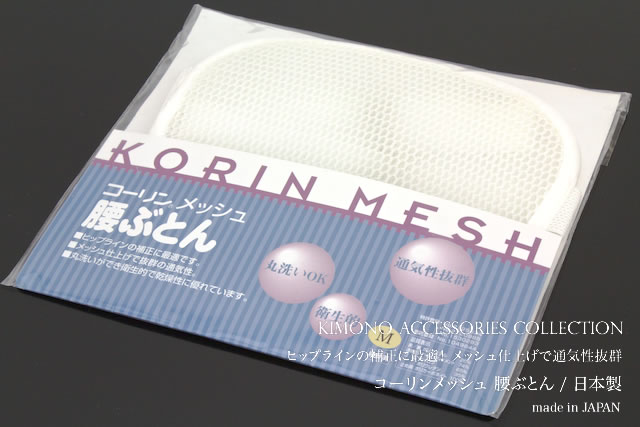 KORIN MESH
コーリン メッシュ
腰ぶとん
■ヒップラインの補正に最適です。
■メッシュ仕上げで抜群の通気性。
■丸洗いができ衛生的で乾燥性に優れています。
丸洗いOK
通気性抜群
衛生的
M
KIMONO ACCESSORIES COLLECTION
ヒップラインの補正に最適! メッシュ仕上げで通気性抜群
コーリンメッシュ 腰ぶとん / 日本製
made in JAPAN